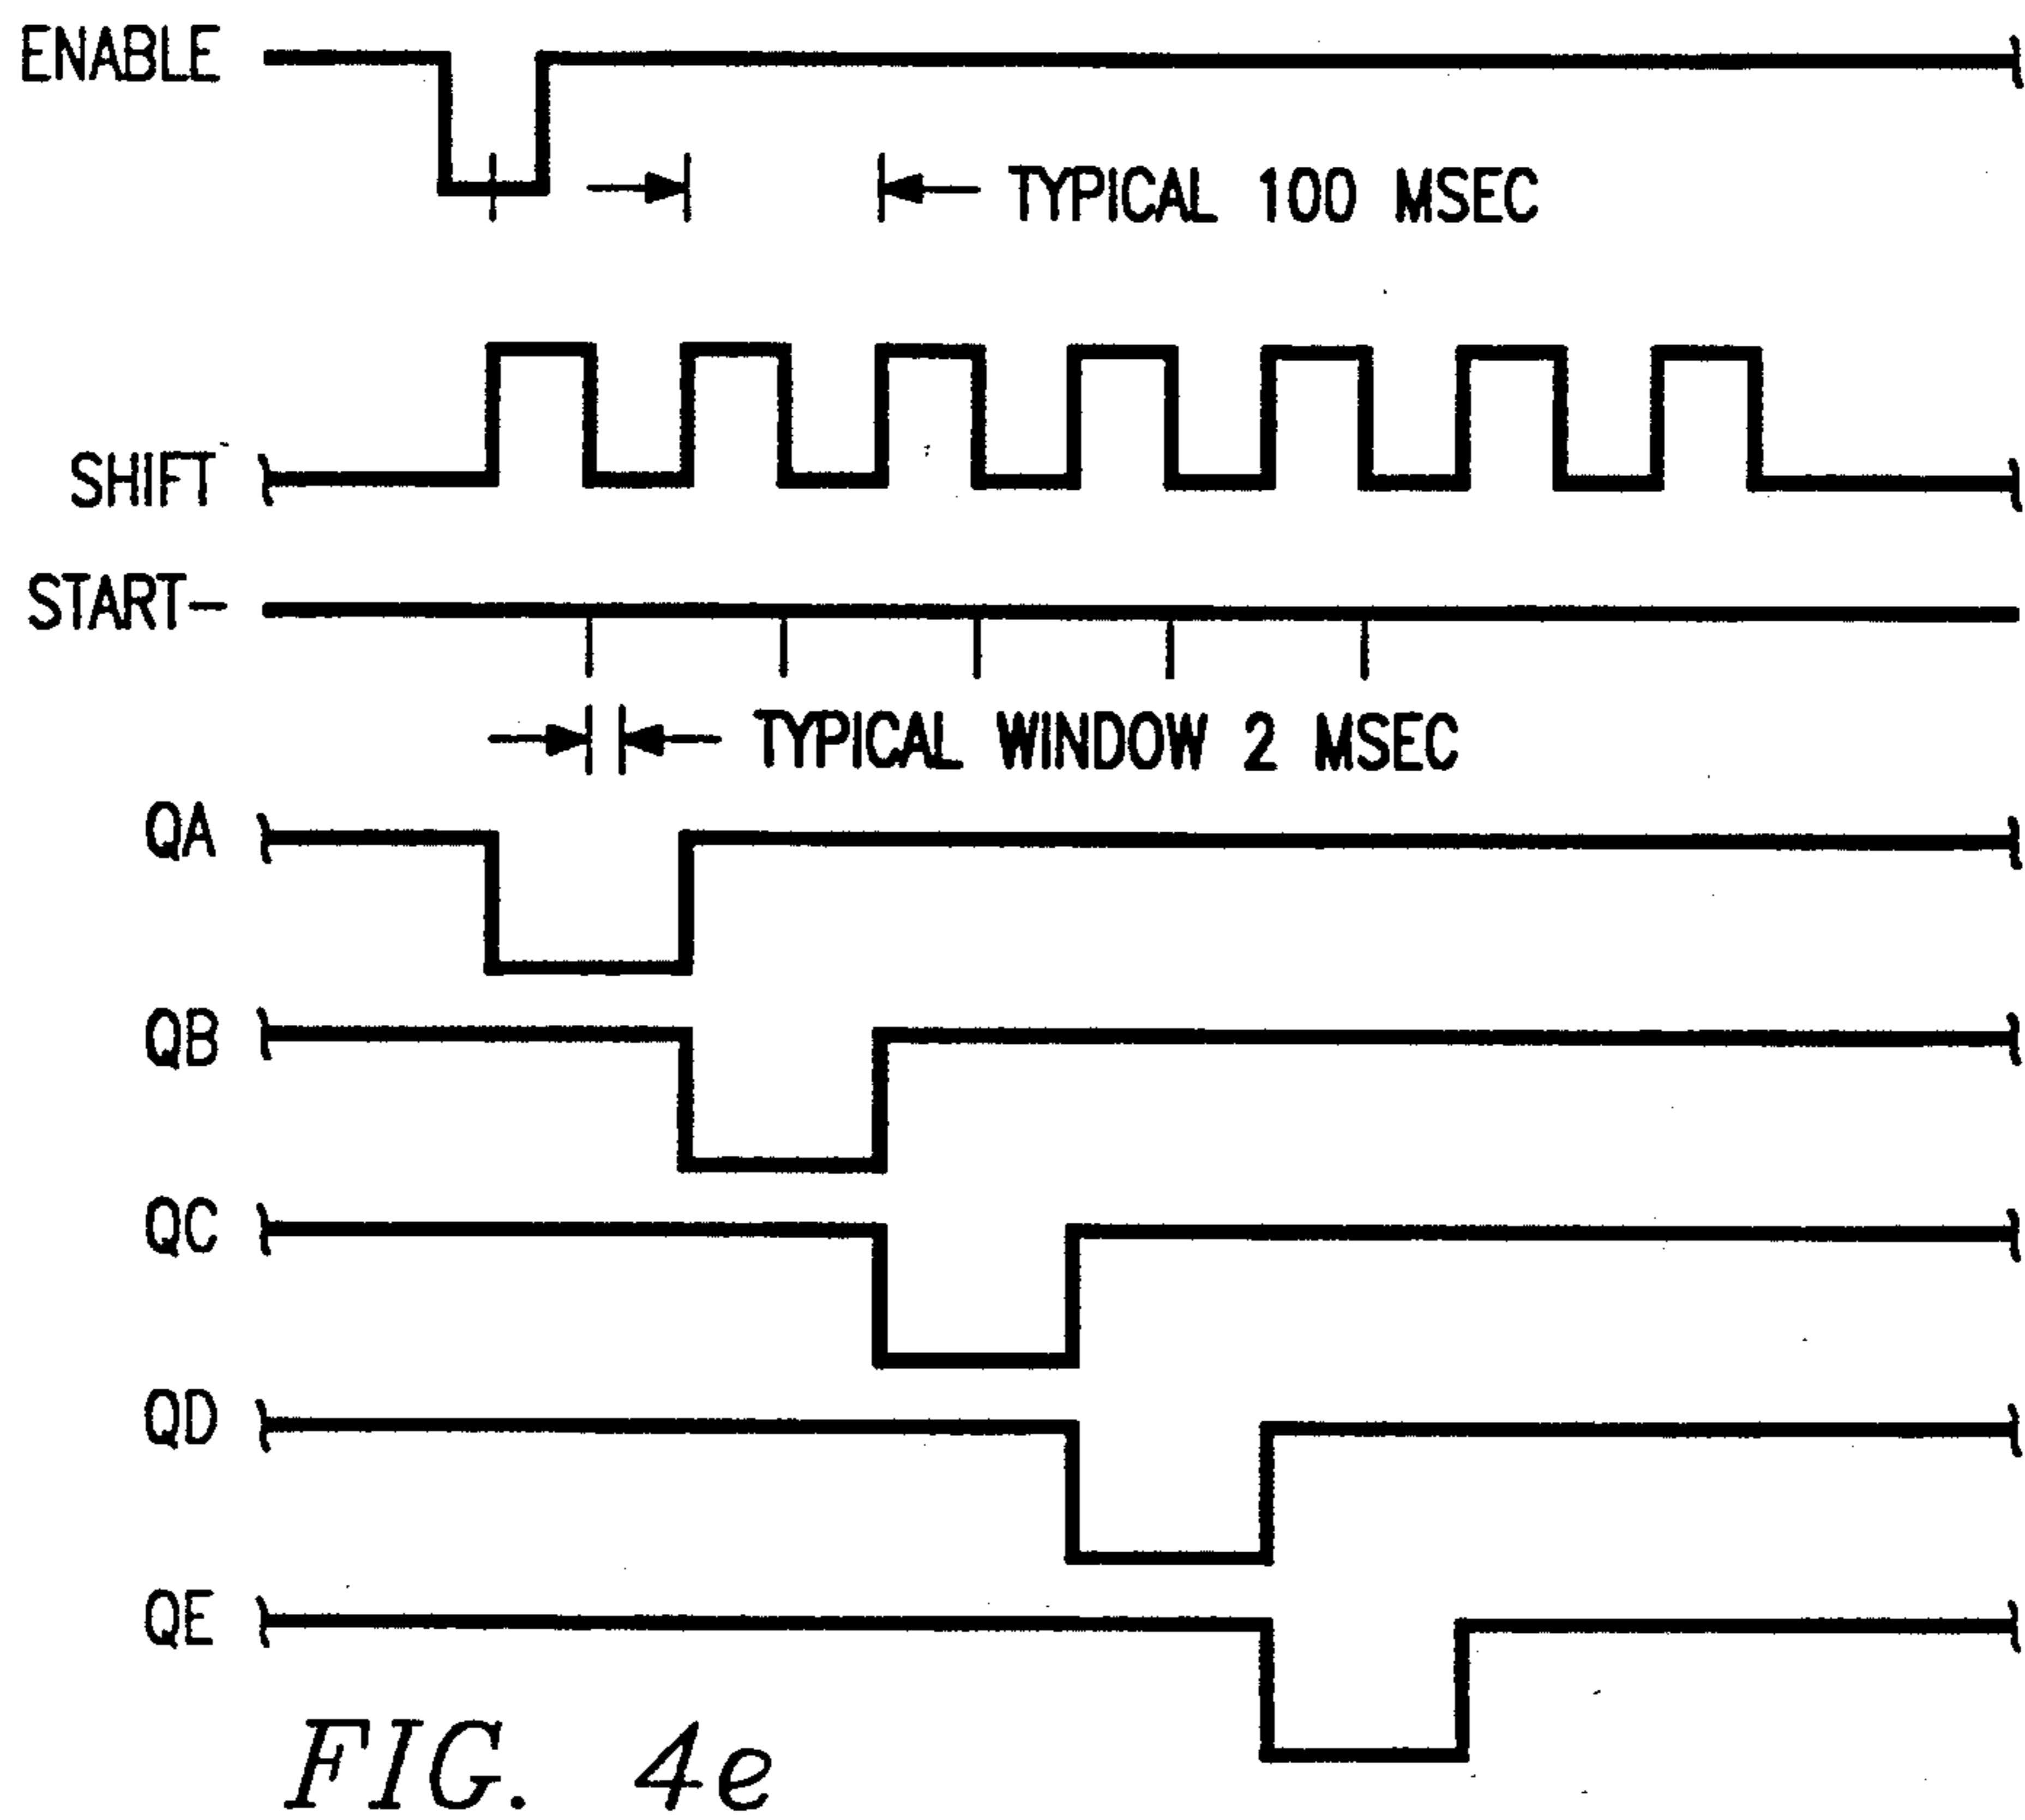 ENABLE
TYPICAL 100 MSEC
SHIFT
START-
TYPICAL WINDOW 2 MSEC
QA
QB
QC
QD
QE
FIG. 4e